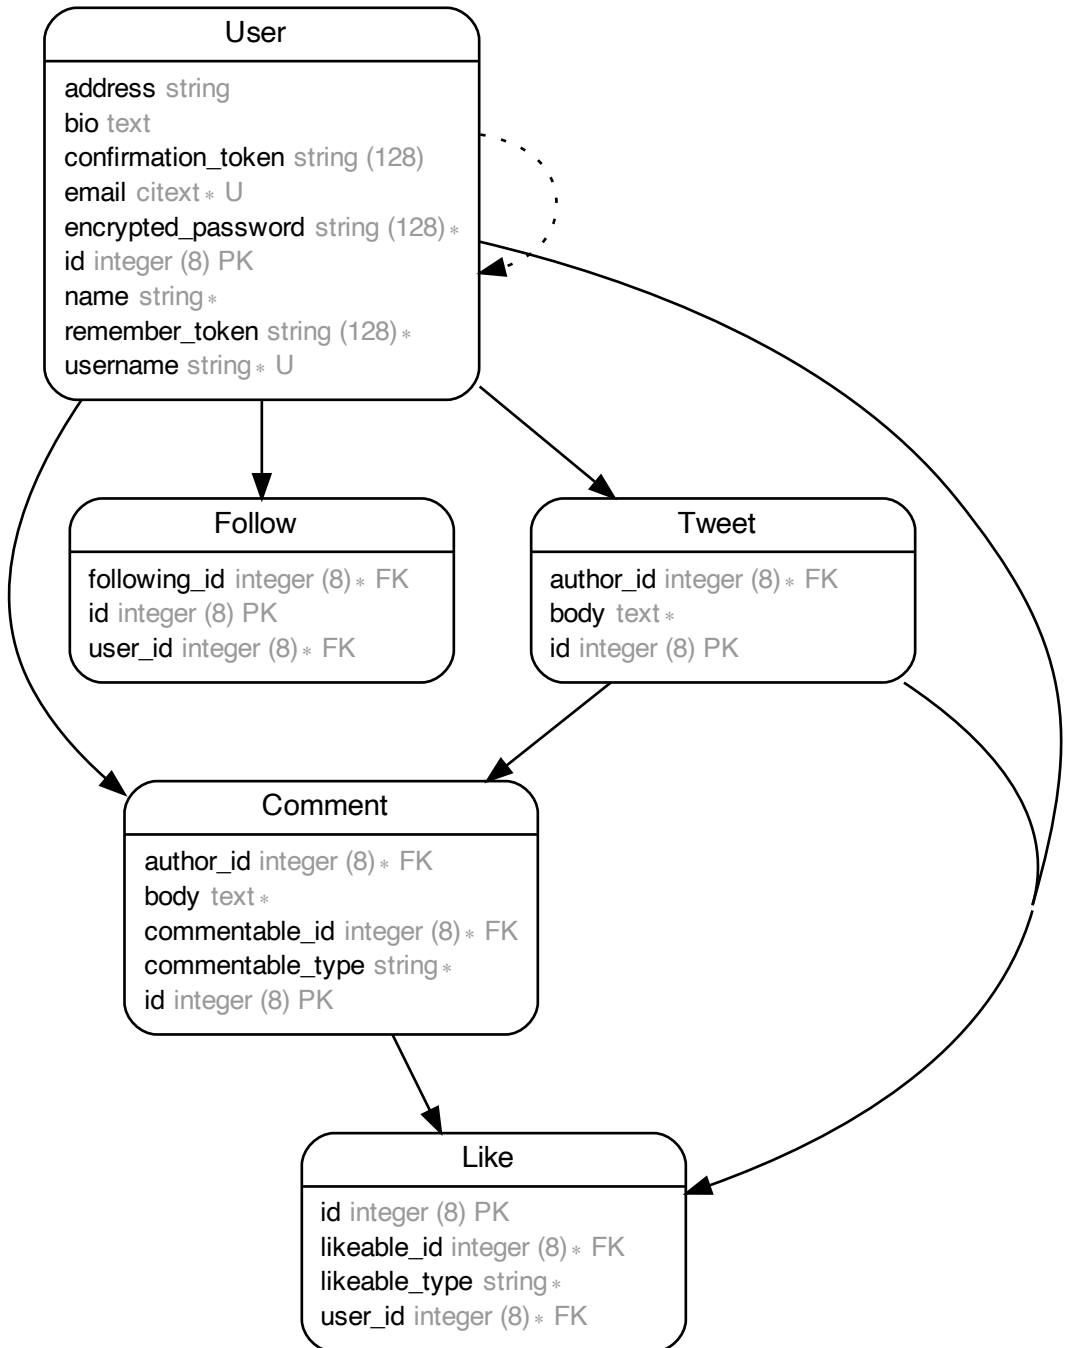 User
address string
bio text
confirmation_token string (128)
email citext * U
encrypted_password string (128) *
id integer (8) PK
name string *
remember_token string (128) *
username string * U
Follow
following_id integer (8) * FK
id integer (8) PK
user_id integer (8) * FK
Tweet
author_id integer (8) * FK
body text *
id integer (8) PK
Comment
author_id integer (8) * FK
body text *
commentable_id integer (8) * FK
commentable_type string *
id integer (8) PK
Like
id integer (8) PK
likeable_id integer (8) * FK
likeable_type string *
user_id integer (8) * FK